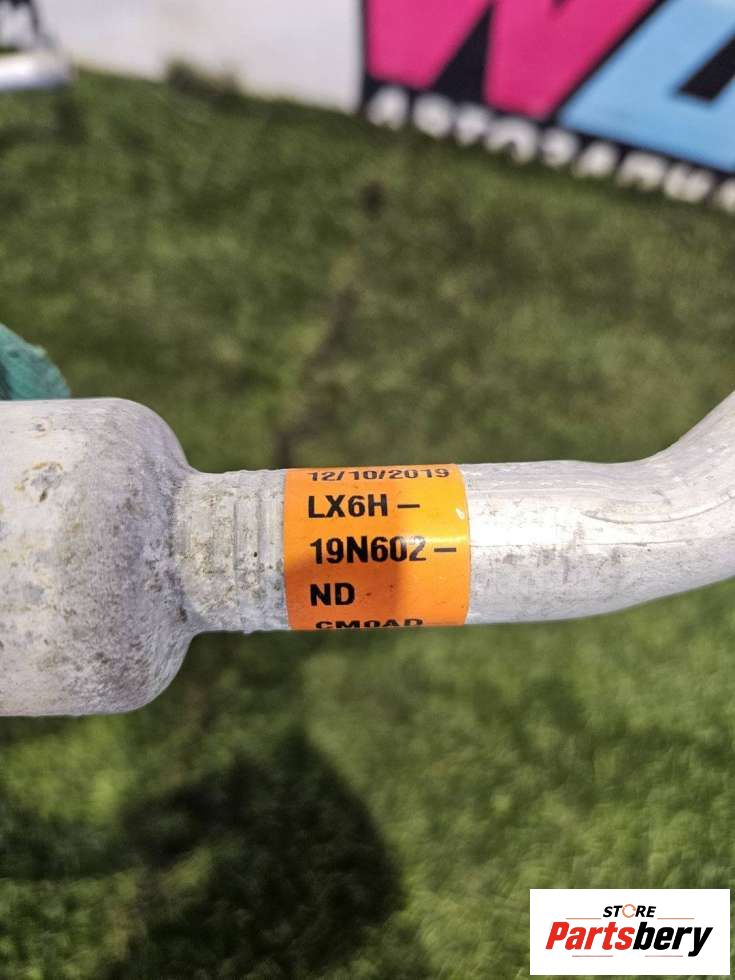 12/10/2019
LX6H–
19N602–
ND
STORE
Partsbery